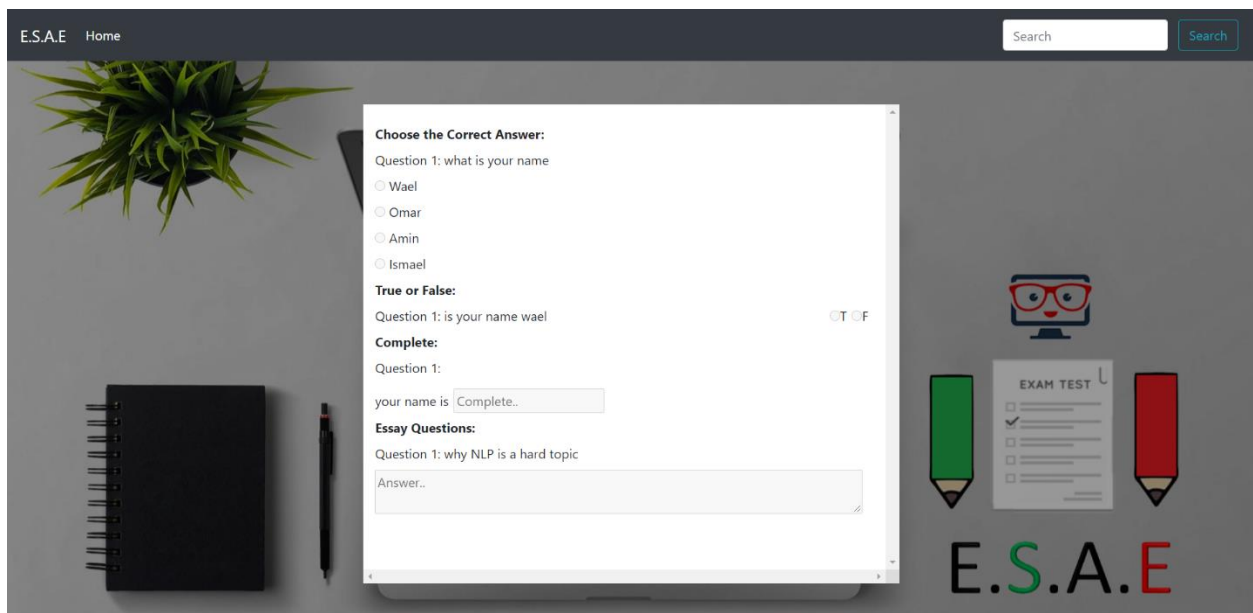 E.S.A.E Home Search Search
Choose the Correct Answer:
Question 1: what is your name
Wael
Omar
Amin
Ismael
True or False:
Question 1: is your name wael T F
Complete:
Question 1:
your name is Complete..
Essay Questions:
Question 1: why NLP is a hard topic
Answer..
EXAM TEST
E.S.A.E